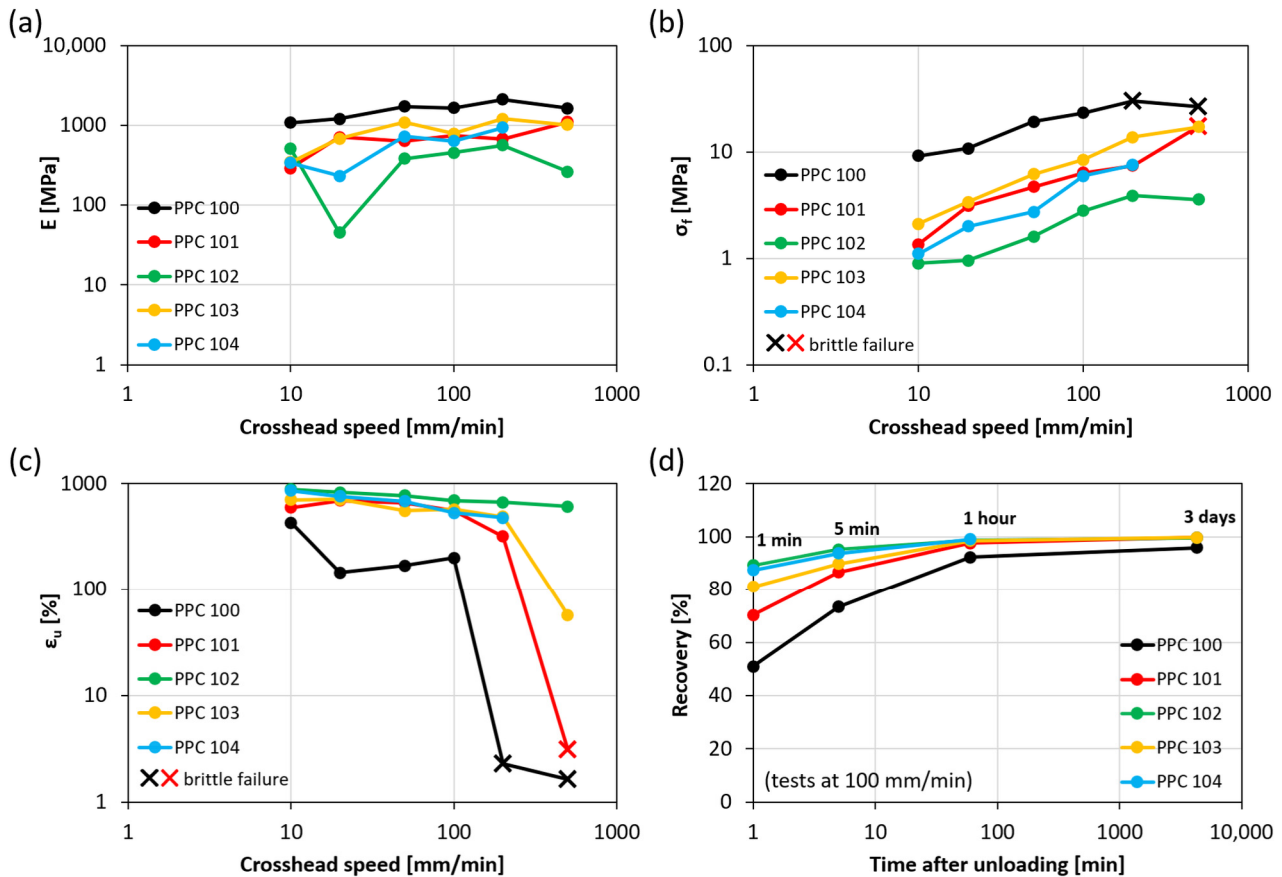 (a)
10,000
1000
100
10
1
E [MPa]
PPC 100
PPC 101
PPC 102
PPC 103
PPC 104
1
10
100
1000
Crosshead speed [mm/min]
(b)
100
10
1
0.1
σf [MPa]
PPC 100
PPC 101
PPC 102
PPC 103
PPC 104
brittle failure
1
10
100
1000
Crosshead speed [mm/min]
(c)
1000
100
10
1
εu [%]
PPC 100
PPC 101
PPC 102
PPC 103
PPC 104
brittle failure
1
10
100
1000
Crosshead speed [mm/min]
(d)
120
100
80
60
40
20
0
Recovery [%]
1 min
5 min
1 hour
3 days
PPC 100
PPC 101
PPC 102
PPC 103
PPC 104
(tests at 100 mm/min)
1
10
100
1000
10,000
Time after unloading [min]